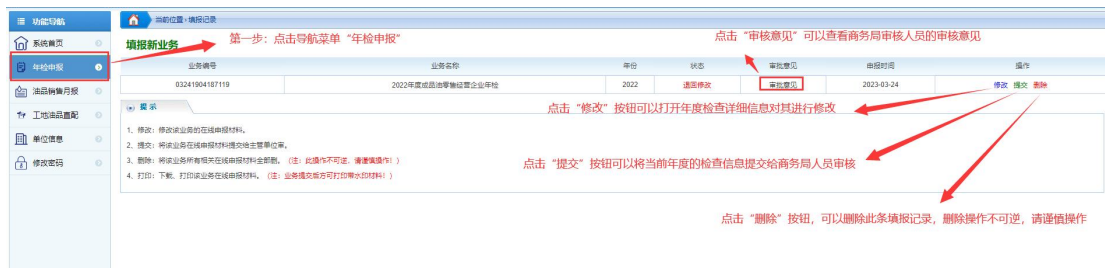 功能导航
当前位置>填报记录
系统首页
年检申报
油品销售月报
工地油品直配
单位信息
修改密码
填报新业务
第一步：点击导航菜单“年检申报”
点击“审核意见”可以查看商务局审核人员的审核意见
业务编号 业务名称 年份 状态 审批意见 申报时间 操作
03241904187119 2022年度成品油零售经营企业年检 2022 退回修改 审批意见 2023-03-24 修改 提交 删除
提示
点击“修改”按钮可以打开年度检查详细信息对其进行修改
1、修改：修改该业务的在线申报材料。
2、提交：将该业务在线申报材料提交给主管单位审。
3、删除：将该业务所有相关在线申报材料全部删。（注：此操作不可逆，请谨慎操作！）
4、打印：下载、打印该业务在线申报材料。（注：业务提交后方可打印带水印材料！）
点击“提交”按钮可以将当前年度的检查信息提交给商务局人员审核
点击“删除”按钮，可以删除此条填报记录，删除操作不可逆，请谨慎操作